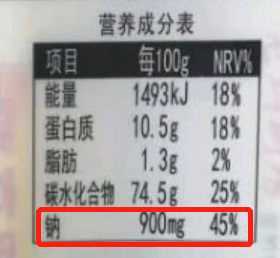 营养成分表
项目 每100g NRV%
能量 1493kJ 18%
蛋白质 10.5g 18%
脂肪 1.3g 2%
碳水化合物 74.5g 25%
钠 900mg 45%